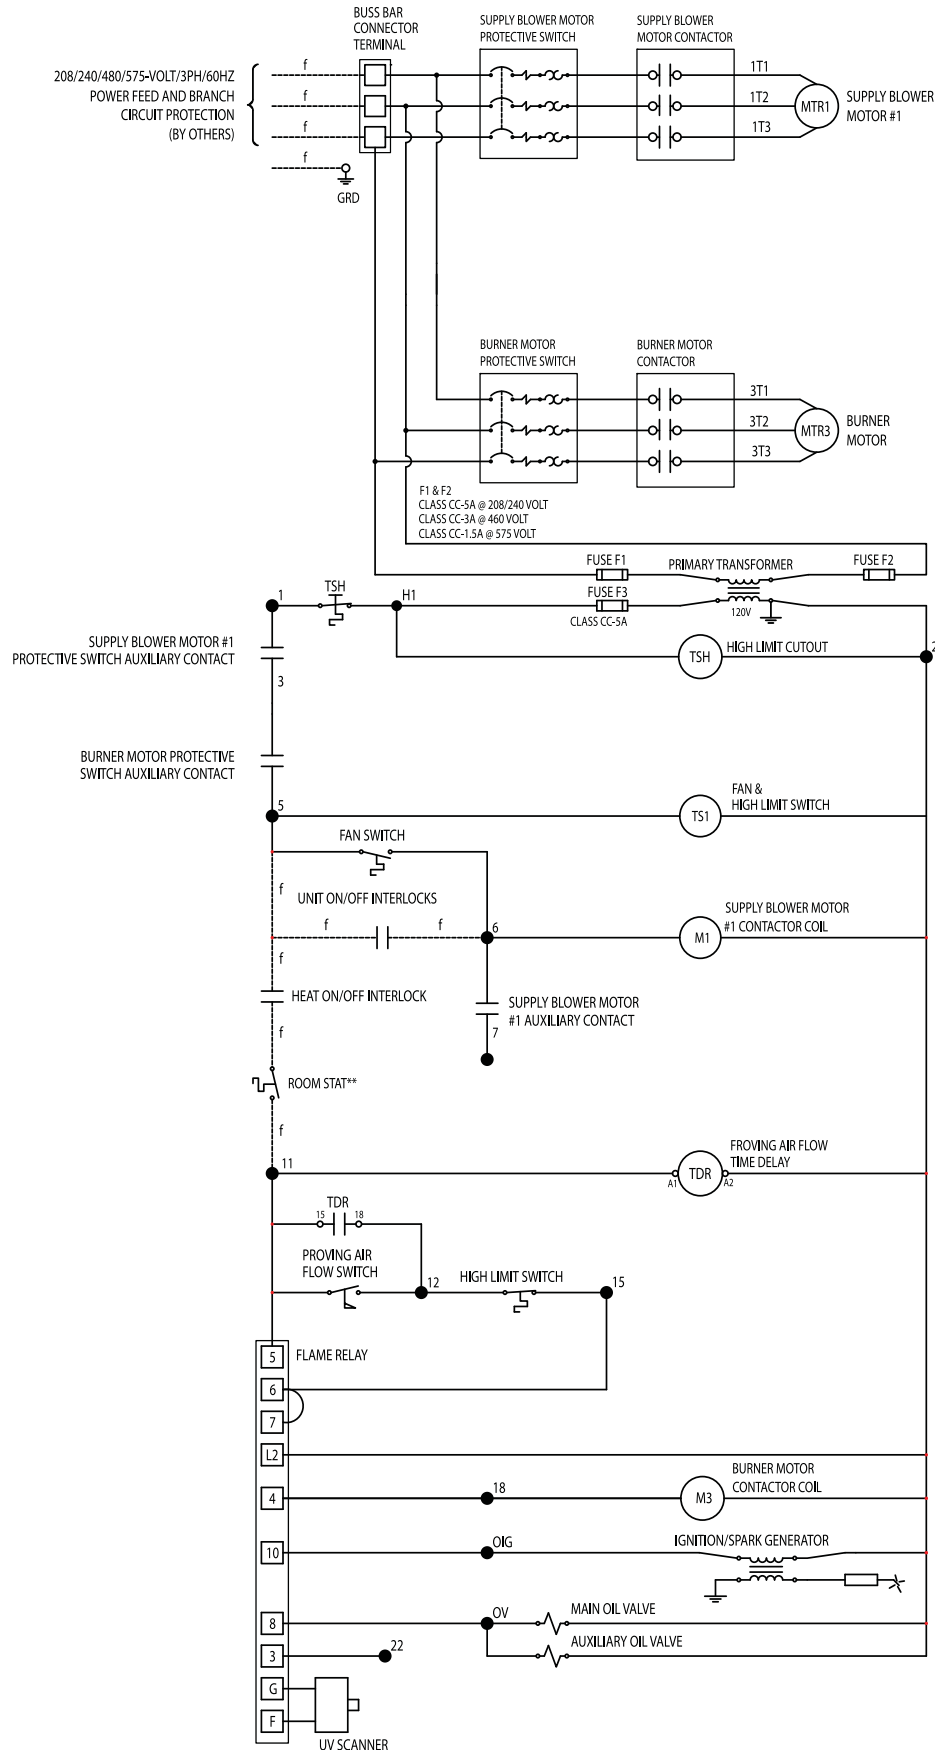 BUSS BAR
CONNECTOR
TERMINAL
SUPPLY BLOWER MOTOR
PROTECTIVE SWITCH
SUPPLY BLOWER
MOTOR CONTACTOR
208/240/480/575-VOLT/3PH/60HZ
POWER FEED AND BRANCH
CIRCUIT PROTECTION
(BY OTHERS)
f
f
f
f
GRD
1T1
1T2
1T3
MTR1
SUPPLY BLOWER
MOTOR #1
BURNER MOTOR
PROTECTIVE SWITCH
BURNER MOTOR
CONTACTOR
3T1
3T2
3T3
MTR3
BURNER
MOTOR
F1 & F2
CLASS CC-5A @ 208/240 VOLT
CLASS CC-3A @ 460 VOLT
CLASS CC-1.5A @ 575 VOLT
FUSE F1
PRIMARY TRANSFORMER
FUSE F2
1
TSH
H1
FUSE F3
CLASS CC-5A
120V
SUPPLY BLOWER MOTOR #1
PROTECTIVE SWITCH AUXILIARY CONTACT
3
TSH
HIGH LIMIT CUTOUT
2
BURNER MOTOR PROTECTIVE
SWITCH AUXILIARY CONTACT
5
TS1
FAN &
HIGH LIMIT SWITCH
FAN SWITCH
f
UNIT ON/OFF INTERLOCKS
f
f
6
M1
SUPPLY BLOWER MOTOR
#1 CONTACTOR COIL
f
HEAT ON/OFF INTERLOCK
SUPPLY BLOWER MOTOR
#1 AUXILIARY CONTACT
7
f
ROOM STAT**
f
11
A1
TDR
A2
FROVING AIR FLOW
TIME DELAY
TDR
15
18
PROVING AIR
FLOW SWITCH
12
HIGH LIMIT SWITCH
15
5
FLAME RELAY
6
7
L2
4
18
M3
BURNER MOTOR
CONTACTOR COIL
10
OIG
IGNITION/SPARK GENERATOR
8
OV
MAIN OIL VALVE
3
22
AUXILIARY OIL VALVE
G
F
UV SCANNER